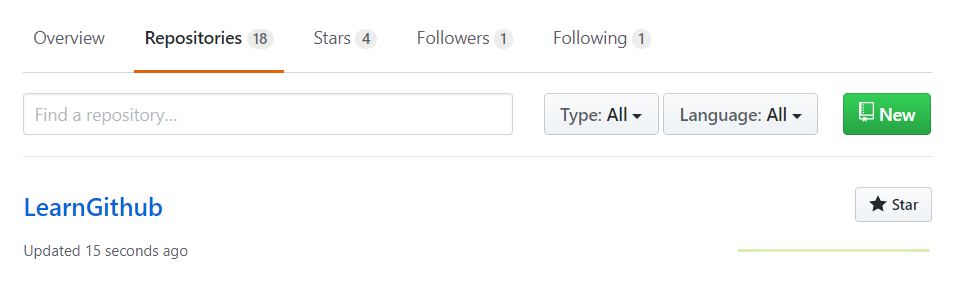 Overview Repositories 18 Stars 4 Followers 1 Following 1
Find a repository... Type: All Language: All New
LearnGithub Star
Updated 15 seconds ago